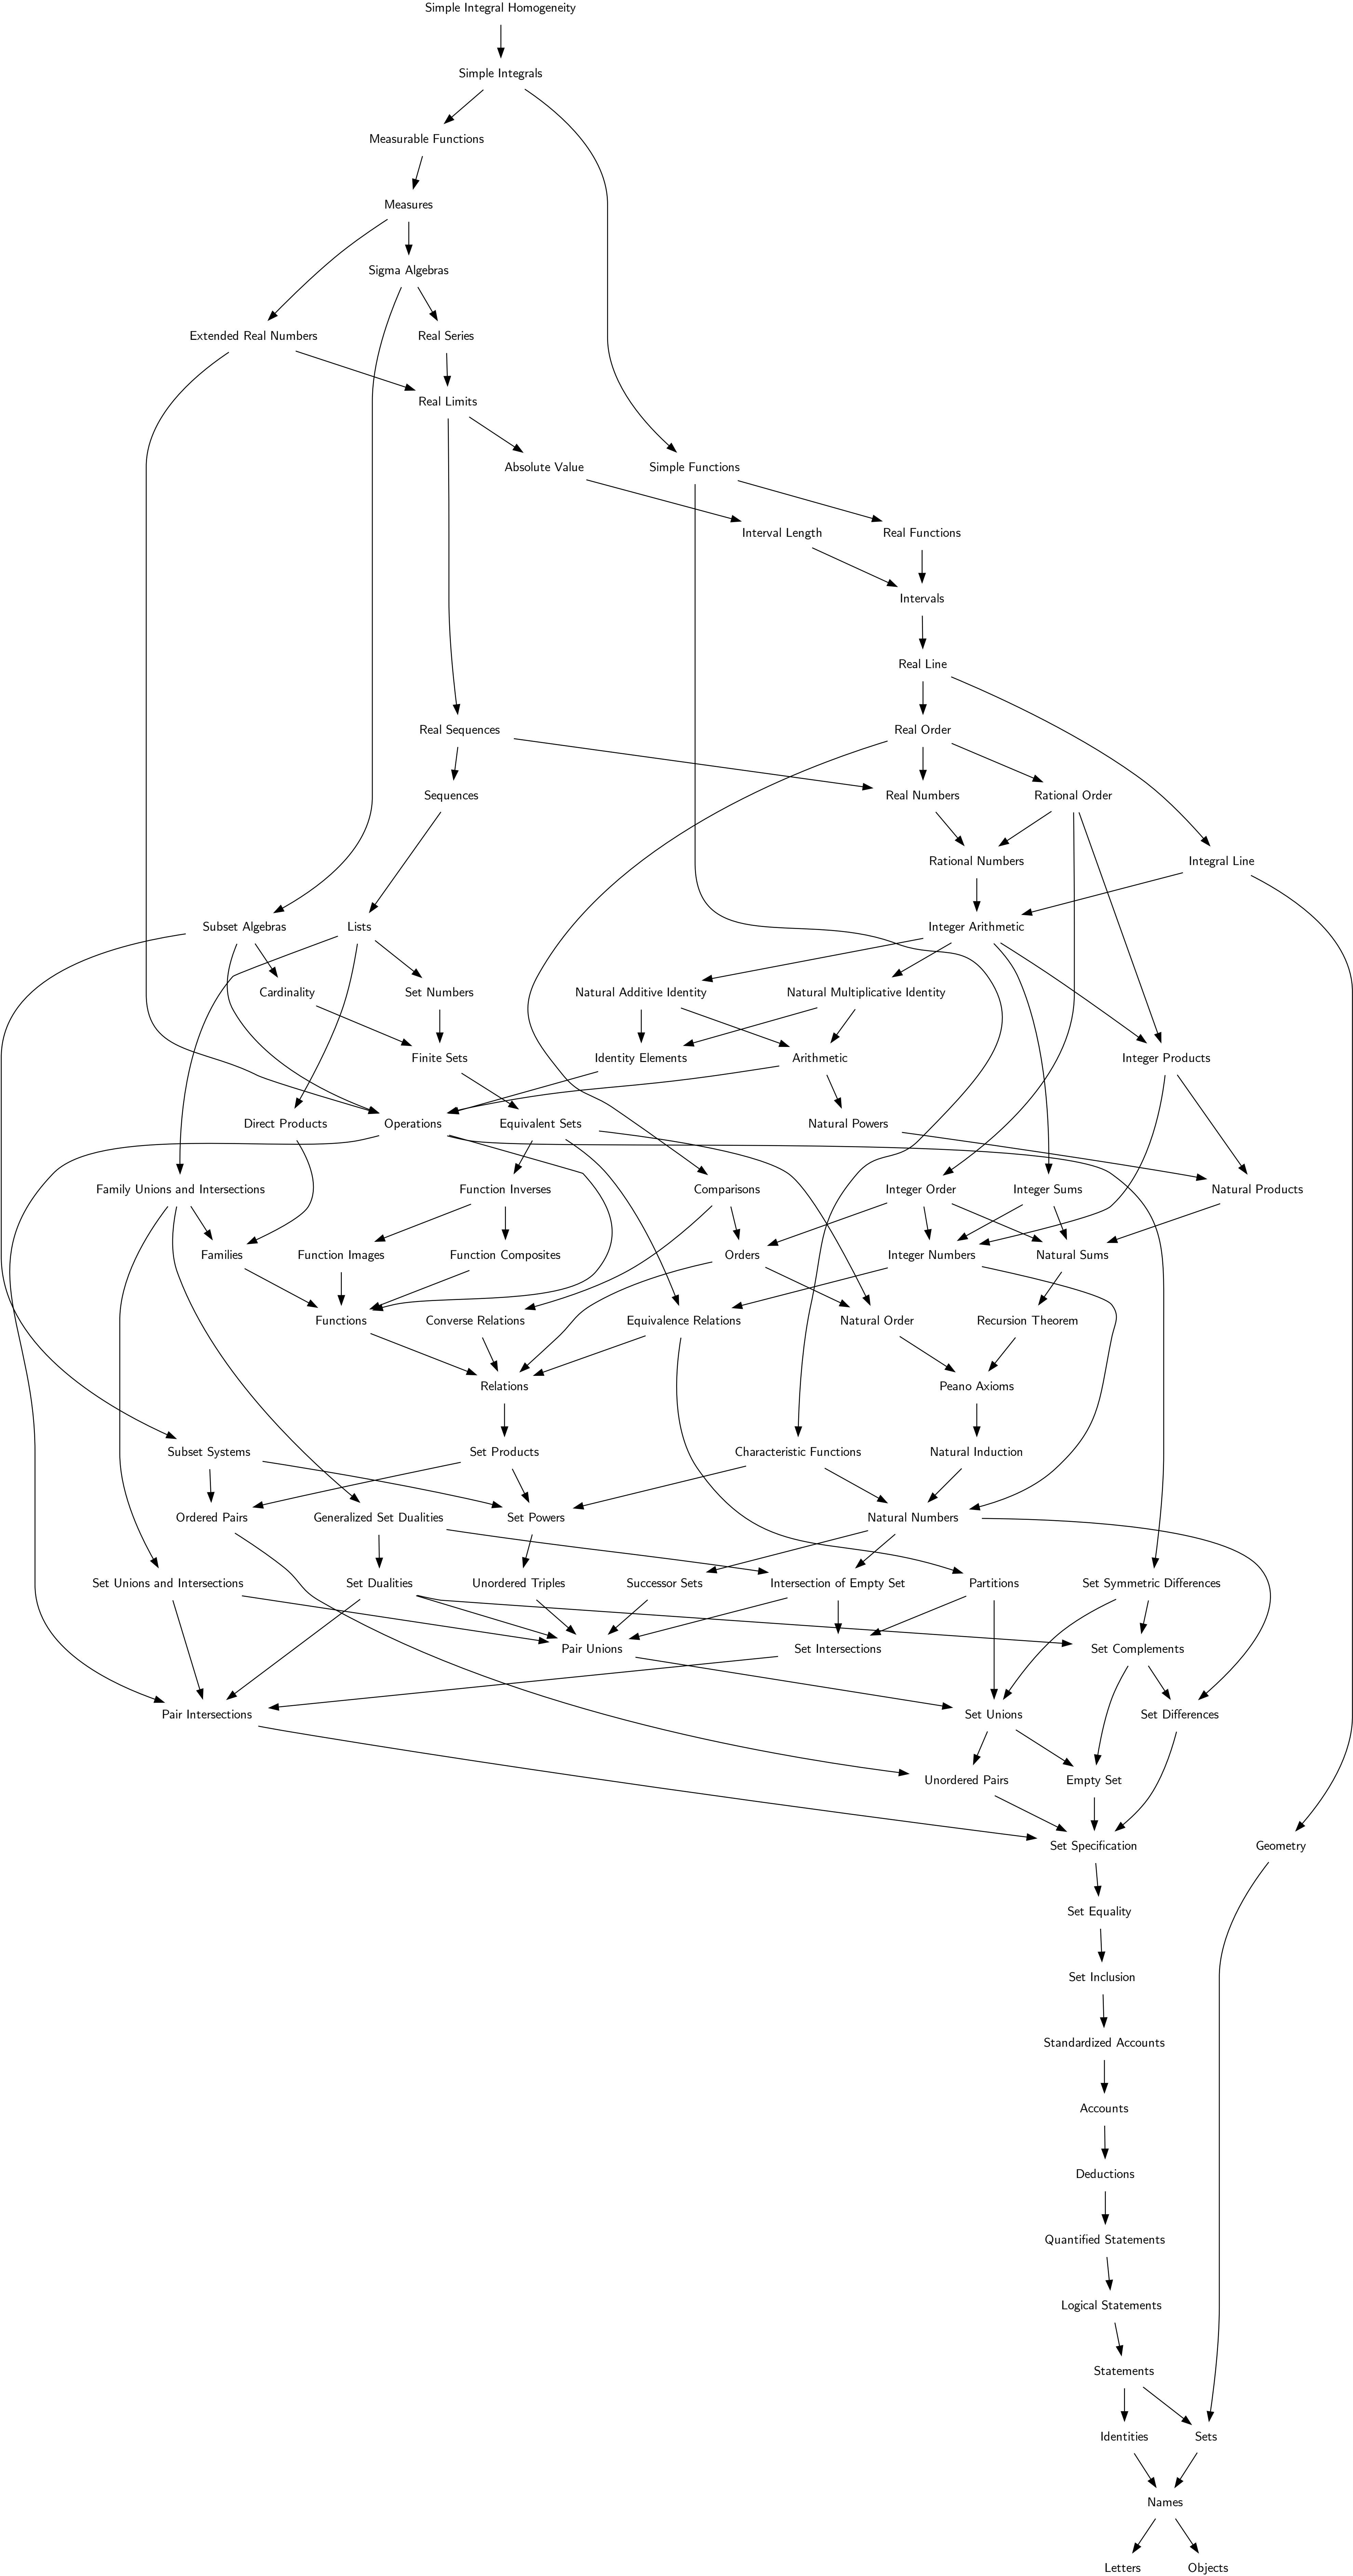 Simple Integral Homogeneity
Simple Integrals
Measurable Functions
Measures
Sigma Algebras
Extended Real Numbers
Real Series
Real Limits
Absolute Value
Simple Functions
Interval Length
Real Functions
Intervals
Real Line
Real Sequences
Real Order
Sequences
Real Numbers
Rational Order
Rational Numbers
Integral Line
Subset Algebras
Lists
Integer Arithmetic
Cardinality
Set Numbers
Natural Additive Identity
Natural Multiplicative Identity
Finite Sets
Identity Elements
Arithmetic
Integer Products
Direct Products
Operations
Equivalent Sets
Natural Powers
Family Unions and Intersections
Function Inverses
Comparisons
Integer Order
Integer Sums
Natural Products
Families
Function Images
Function Composites
Orders
Integer Numbers
Natural Sums
Functions
Converse Relations
Equivalence Relations
Natural Order
Recursion Theorem
Relations
Peano Axioms
Subset Systems
Set Products
Characteristic Functions
Natural Induction
Ordered Pairs
Generalized Set Dualities
Set Powers
Natural Numbers
Set Unions and Intersections
Set Dualities
Unordered Triples
Successor Sets
Intersection of Empty Set
Partitions
Set Symmetric Differences
Pair Unions
Set Intersections
Set Complements
Pair Intersections
Set Unions
Set Differences
Unordered Pairs
Empty Set
Set Specification
Geometry
Set Equality
Set Inclusion
Standardized Accounts
Accounts
Deductions
Quantified Statements
Logical Statements
Statements
Identities
Sets
Names
Letters
Objects